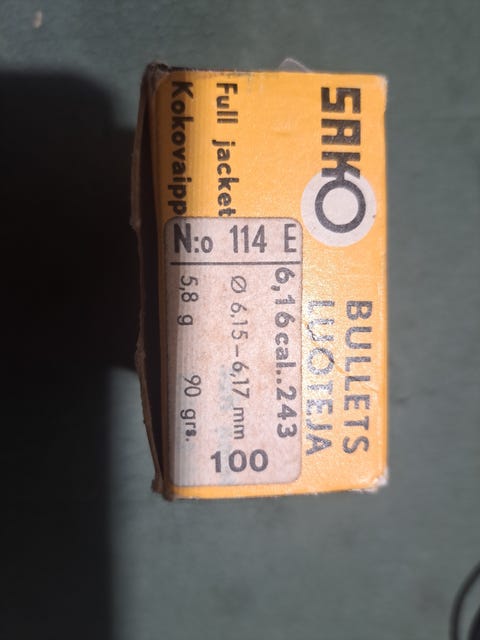 SAKO
BULLETS
LUOTEJA
Full jacket
Kokovaipp
N:o 114 E
6,16 cal..243
Ø 6.15-6,17 mm
5,8 g 90 grs.
100